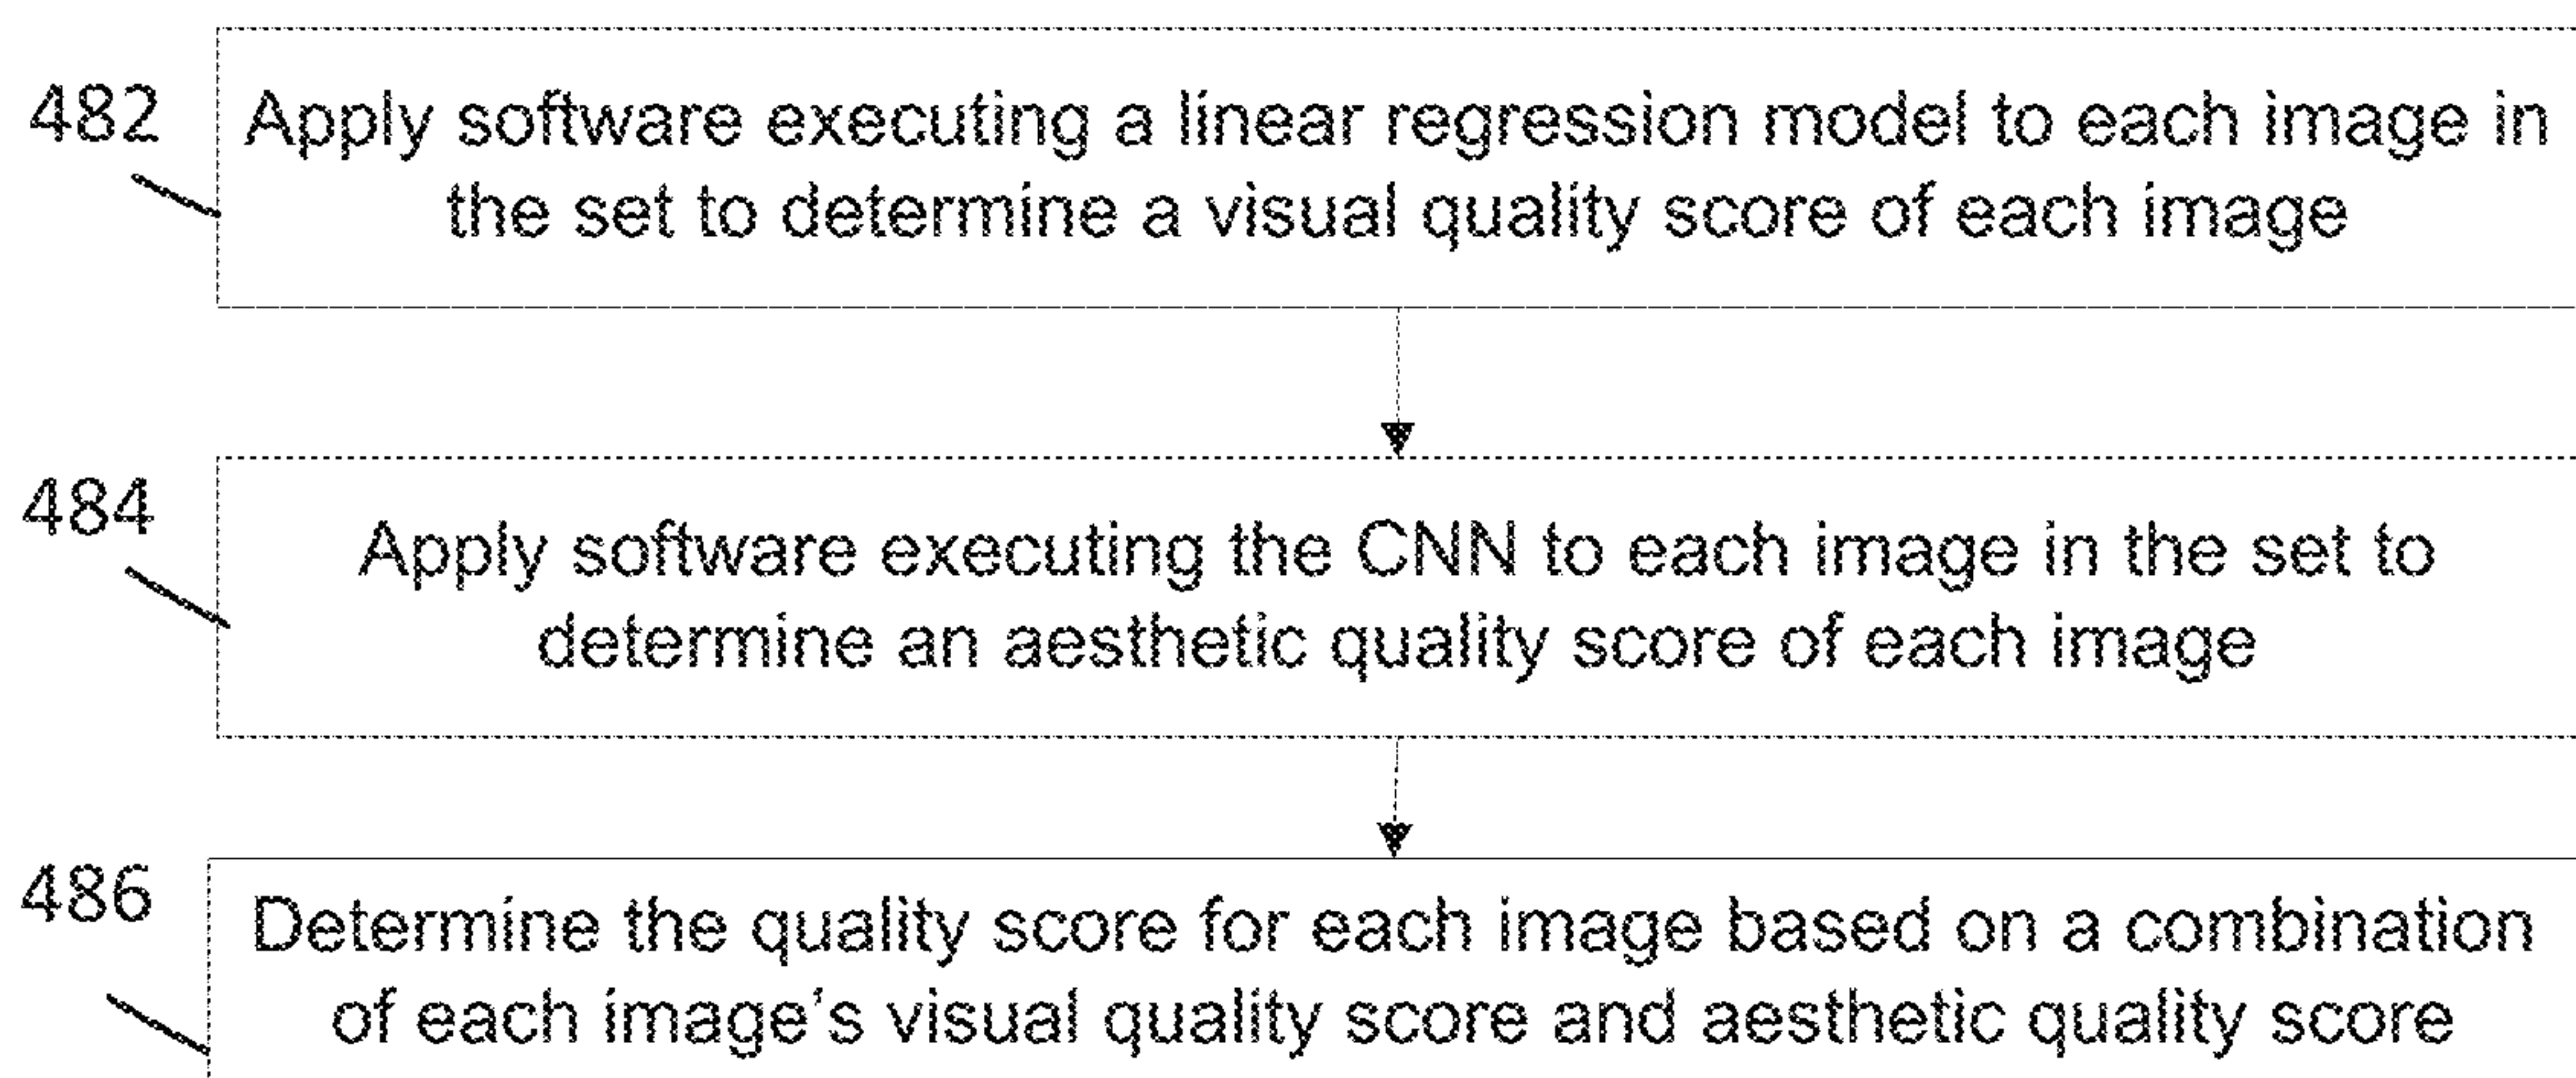 482
Apply software executing a linear regression model to each image in
the set to determine a visual quality score of each image
484
Apply software executing the CNN to each image in the set to
determine an aesthetic quality score of each image
486
Determine the quality score for each image based on a combination
of each image's visual quality score and aesthetic quality score